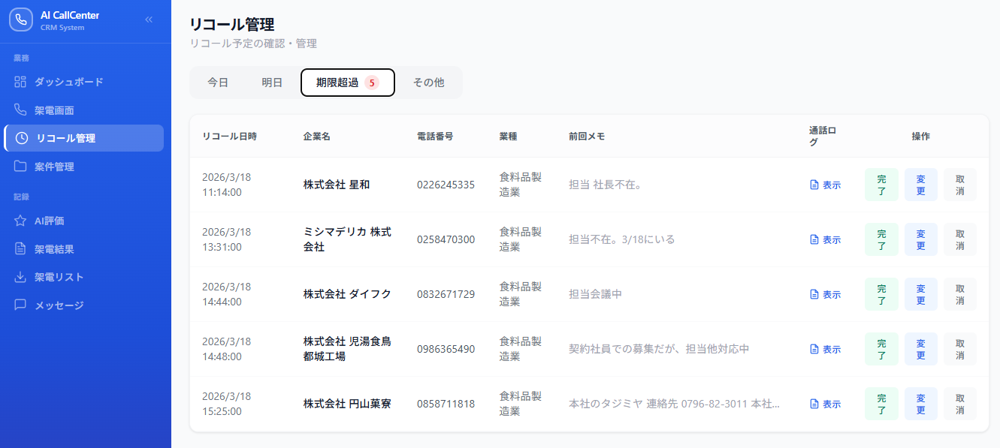 AI CallCenter
CRM System
業務
ダッシュボード
架電画面
リコール管理
案件管理
記録
AI評価
架電結果
架電リスト
メッセージ
リコール管理
リコール予定の確認・管理
今日 明日 期限超過 5 その他
リコール日時 企業名 電話番号 業種 前回メモ 通話ロ
グ 操作
2026/3/18
11:14:00
株式会社 星和
0226245335
食料品製
造業
担当 社長不在。
表示
完
了
変
更
取
消
2026/3/18
13:31:00
ミシマデリカ 株式
会社
0258470300
食料品製
造業
担当不在。3/18にいる
表示
完
了
変
更
取
消
2026/3/18
14:44:00
株式会社 ダイフク
0832671729
食料品製
造業
担当会議中
表示
完
了
変
更
取
消
2026/3/18
14:48:00
株式会社 児湯食鳥
都城工場
0986365490
食料品製
造業
契約社員での募集だが、担当他対応中
表示
完
了
変
更
取
消
2026/3/18
15:25:00
株式会社 円山菓寮
0858711818
食料品製
造業
本社のタジミヤ 連絡先 0796-82-3011 本社...
表示
完
了
変
更
取
消